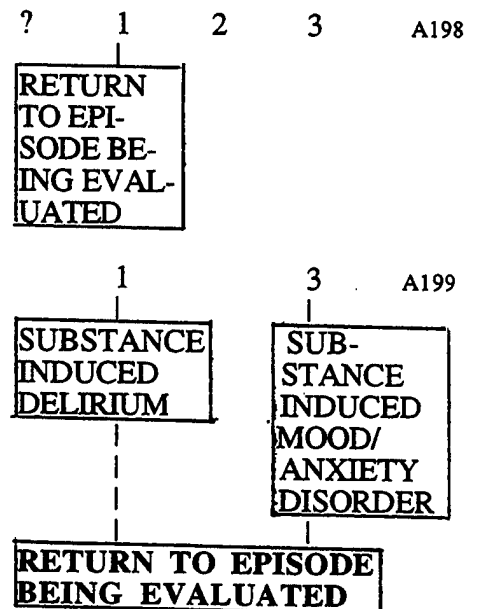 ? 1 2 3 A198
RETURN
TO EPI-
SODE BE-
ING EVAL-
UATED
1 3 A199
SUBSTANCE
INDUCED
DELIRIUM
SUB-
STANCE
INDUCED
MOOD/
ANXIETY
DISORDER
RETURN TO EPISODE
BEING EVALUATED